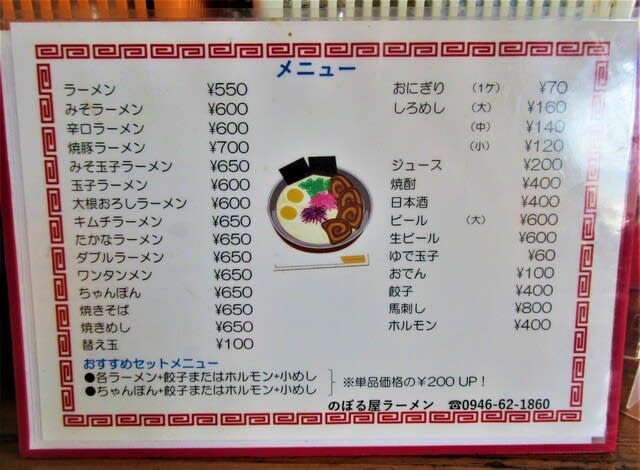 メニュー
ラーメン ¥550
みそラーメン ¥600
辛口ラーメン ¥600
焼豚ラーメン ¥700
みそ玉子ラーメン ¥650
玉子ラーメン ¥600
大根おろしラーメン ¥600
キムチラーメン ¥650
たかなラーメン ¥650
ダブルラーメン ¥650
ワンタンメン ¥650
ちゃんぽん ¥650
焼きそば ¥650
焼きめし ¥650
替え玉 ¥100
おにぎり (1ケ) ¥70
しろめし (大) ¥160
(中) ¥140
(小) ¥120
ジュース ¥200
焼酎 ¥400
日本酒 ¥400
ビール (大) ¥600
生ビール ¥600
ゆで玉子 ¥60
おでん ¥100
餃子 ¥400
馬刺し ¥800
ホルモン ¥400
おすすめセットメニュー
●各ラーメン+餃子またはホルモン+小めし
●ちゃんぽん+餃子またはホルモン+小めし
※単品価格の¥200 UP!
のぼる屋ラーメン ☎0946-62-1860